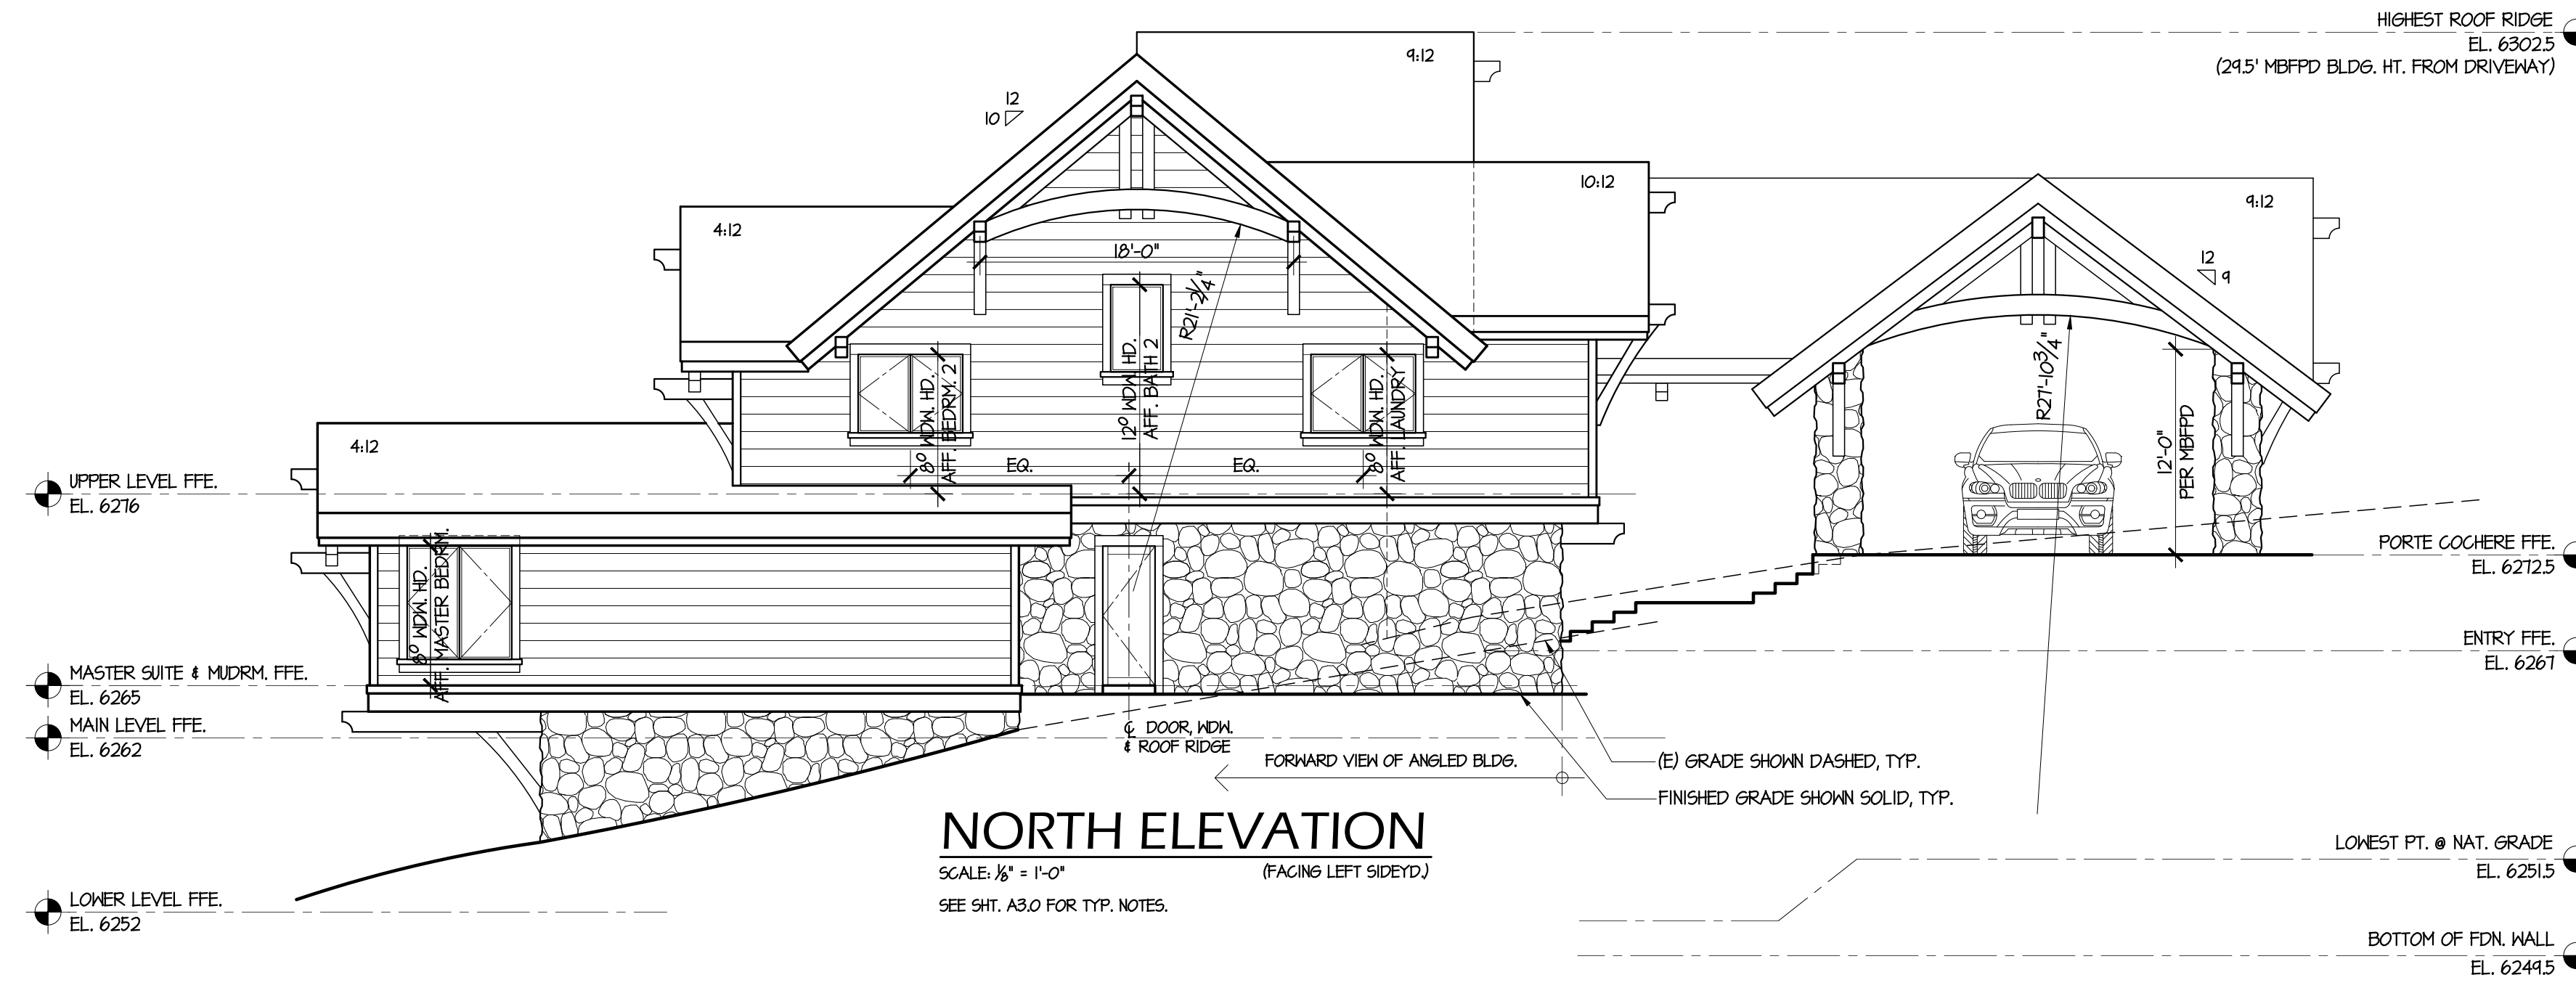 HIGHEST ROOF RIDGE
EL. 6302.5
(29.5' MBFPD BLDG. HT. FROM DRIVEWAY)
9:12
12
10
10:12
9:12
4:12
18'-0"
R21'-2¼"
12
9
8⁰ WDW. HD.
AFF. BEDRM. 2
12⁰ WDW. HD.
AFF. BATH 2
8⁰ WDW. HD.
AFF. LAUNDRY
R27'-10¾"
12'-0"
PER MBFPD
4:12
EQ.
EQ.
UPPER LEVEL FFE.
EL. 6276
8⁰ WDW. HD.
AFF. MASTER BEDRM.
PORTE COCHERE FFE.
EL. 6272.5
ENTRY FFE.
EL. 6267
MASTER SUITE & MUDRM. FFE.
EL. 6265
MAIN LEVEL FFE.
EL. 6262
℄ DOOR, WDW.
& ROOF RIDGE
FORWARD VIEW OF ANGLED BLDG.
(E) GRADE SHOWN DASHED, TYP.
FINISHED GRADE SHOWN SOLID, TYP.
NORTH ELEVATION
SCALE: ⅛" = 1'-0" (FACING LEFT SIDEYD.)
SEE SHT. A3.0 FOR TYP. NOTES.
LOWEST PT. @ NAT. GRADE
EL. 6251.5
LOWER LEVEL FFE.
EL. 6252
BOTTOM OF FDN. WALL
EL. 6249.5